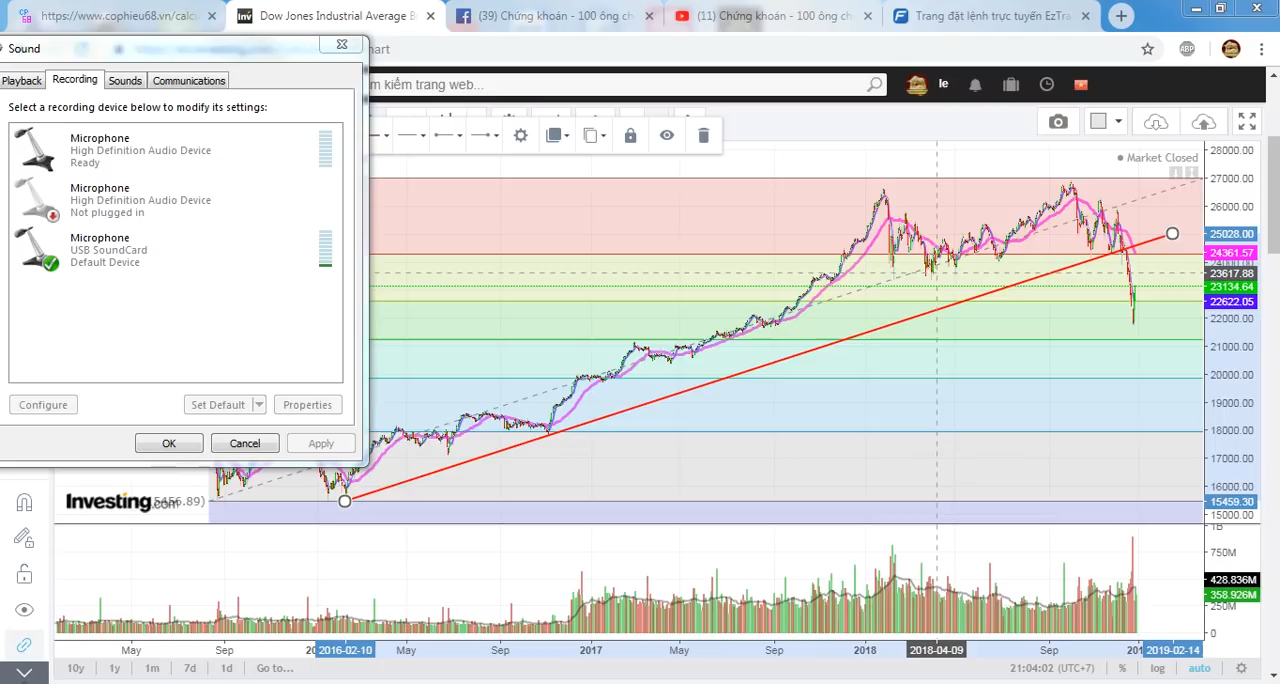 https://www.cophieu68.vn/calc
Dow Jones Industrial Average B
(39) Chứng khoán - 100 ông ch
(11) Chứng khoán - 100 ông ch
Trang đặt lệnh trực tuyến EzTra
Sound
hart
ABP
Playback
Recording
Sounds
Communications
m kiếm trang web...
le
Select a recording device below to modify its settings:
Microphone
High Definition Audio Device
Ready
Microphone
High Definition Audio Device
Not plugged in
Microphone
USB SoundCard
Default Device
Configure
Set Default
Properties
OK
Cancel
Apply
Market Closed
28000.00
27000.00
26000.00
25028.00
24361.57
24000.00
23617.88
23134.64
22622.05
22000.00
21000.00
20000.00
19000.00
18000.00
17000.00
16000.00
15459.30
15000.00
Investing.com
5456.89)
1B
750M
428.836M
358.926M
250M
0
May
Sep
2016-02-10
May
Sep
2017
May
Sep
2018
2018-04-09
Sep
201
2019-02-14
10y
1y
1m
7d
1d
Go to...
21:04:02 (UTC+7)
%
log
auto